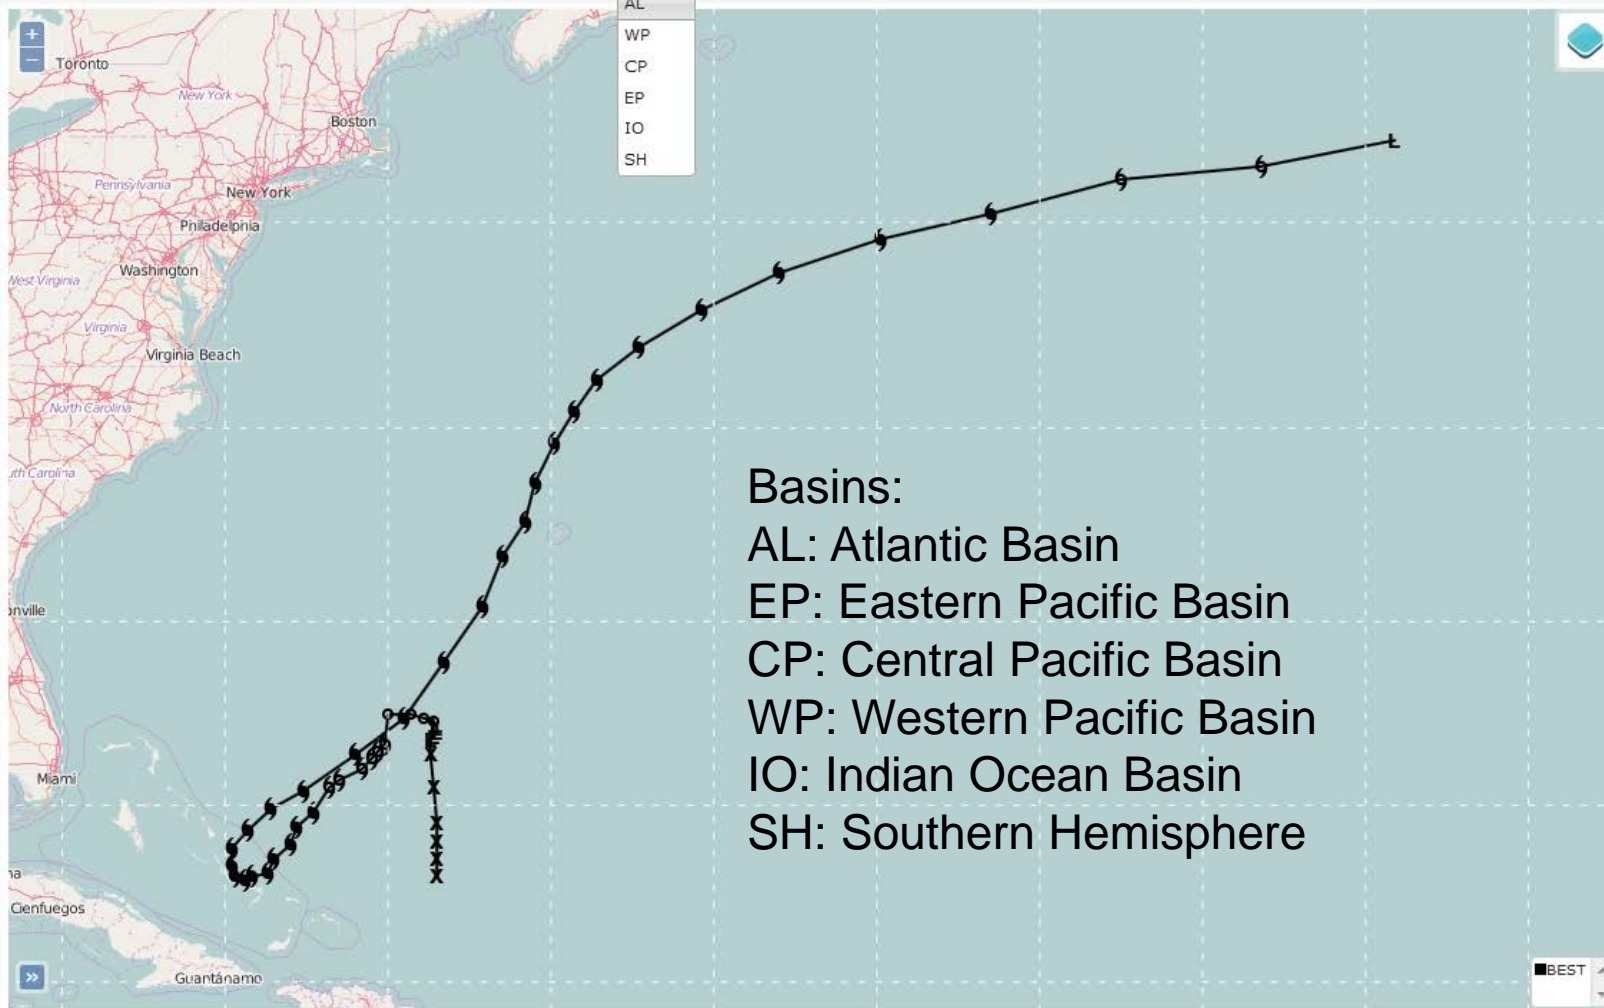 AL
WP
CP
EP
IO
SH
+
−
Toronto
New York
Boston
Pennsylvania
New York
Philadelphia
Washington
West Virginia
Virginia
Virginia Beach
North Carolina
uth Carolina
onville
Miami
na
Cienfuegos
Guantánamo
L
Basins:
AL: Atlantic Basin
EP: Eastern Pacific Basin
CP: Central Pacific Basin
WP: Western Pacific Basin
IO: Indian Ocean Basin
SH: Southern Hemisphere
»
BEST